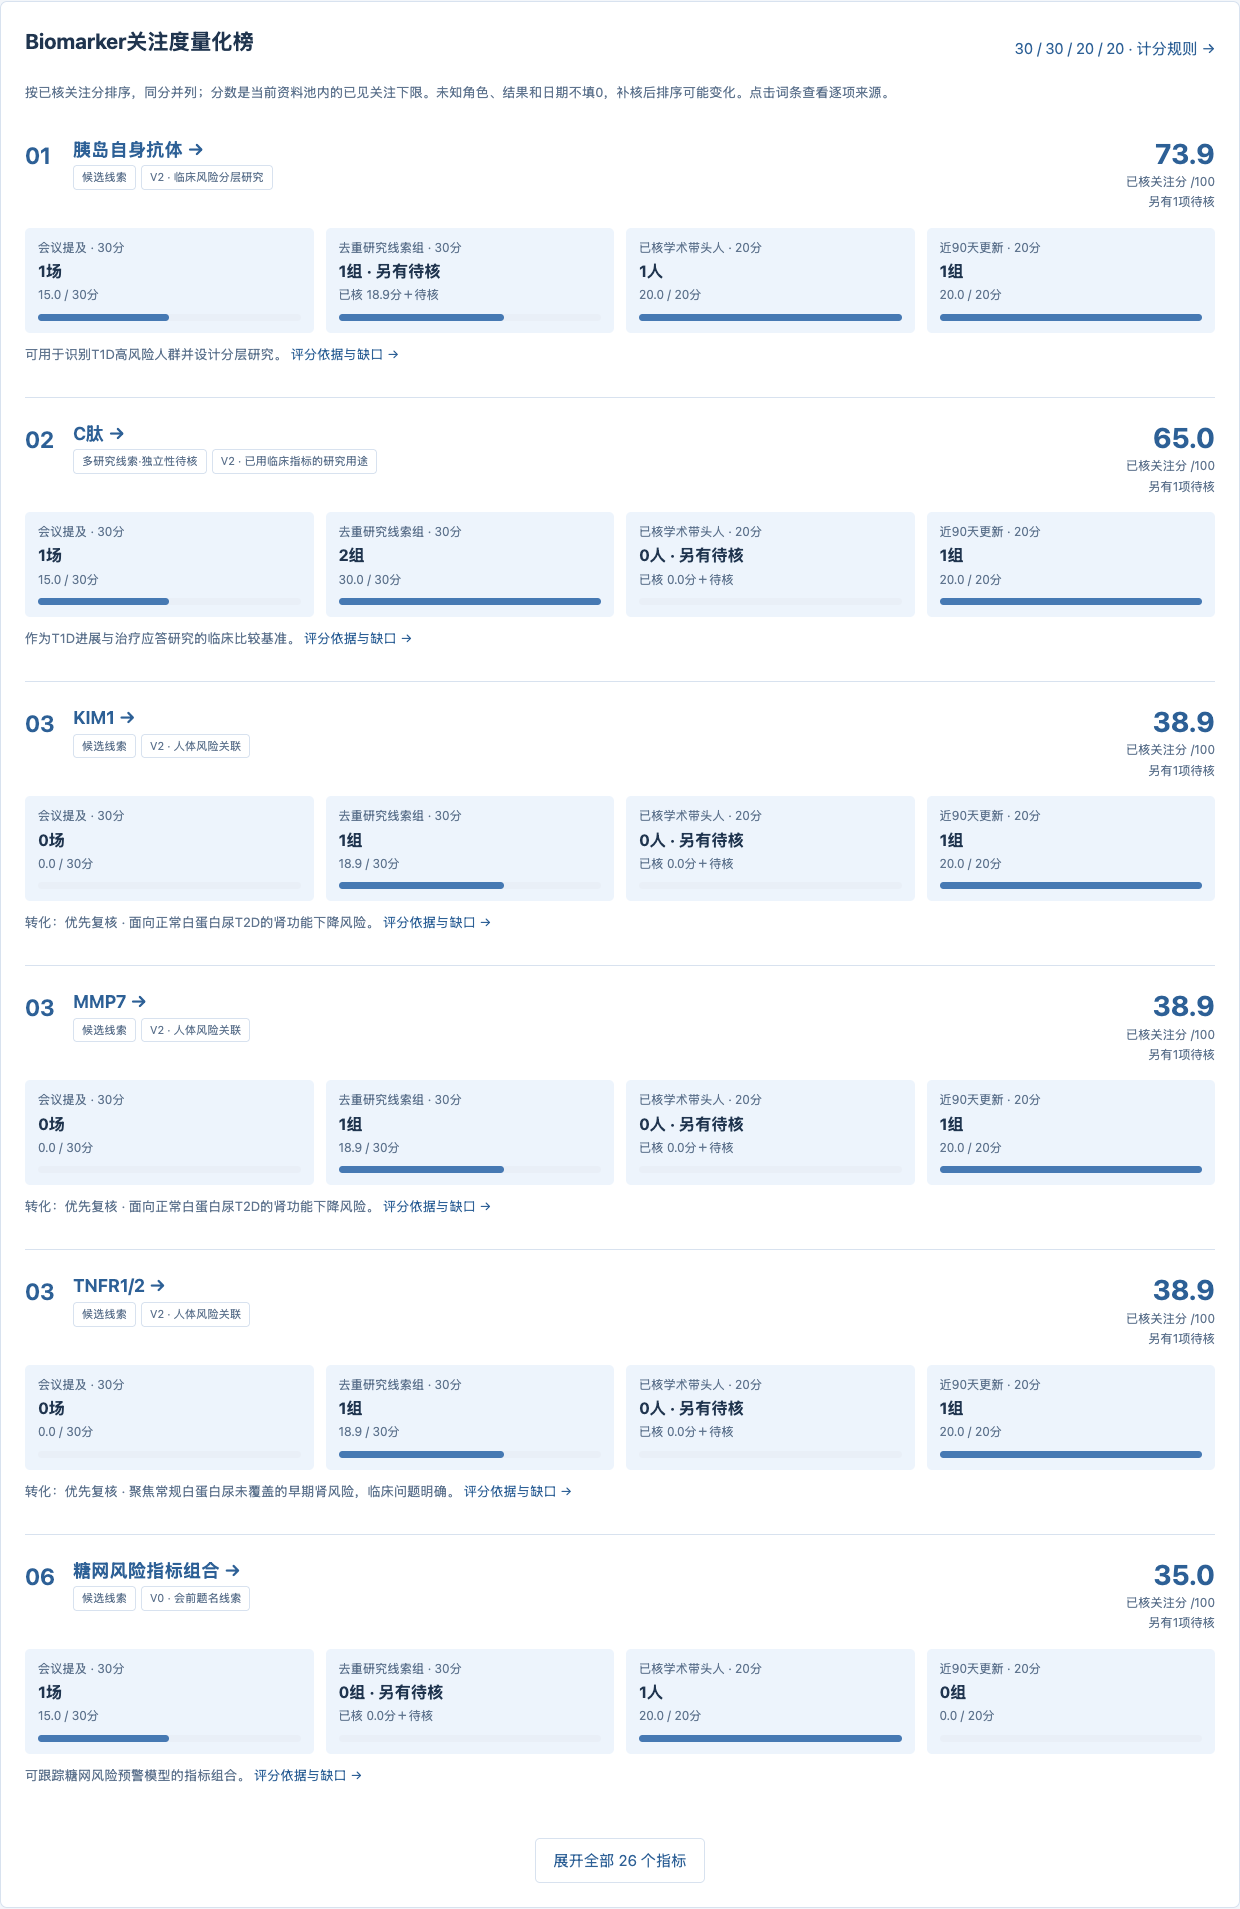 Biomarker关注度量化榜
30 / 30 / 20 / 20 · 计分规则 →
按已核关注分排序，同分并列；分数是当前资料池内的已见关注下限。未知角色、结果和日期不填0，补核后排序可能变化。点击词条查看逐项来源。
01
胰岛自身抗体 →
候选线索
V2 · 临床风险分层研究
73.9
已核关注分 /100
另有1项待核
会议提及 · 30分
1场
15.0 / 30分
去重研究线索组 · 30分
1组 · 另有待核
已核 18.9分＋待核
已核学术带头人 · 20分
1人
20.0 / 20分
近90天更新 · 20分
1组
20.0 / 20分
可用于识别T1D高风险人群并设计分层研究。 评分依据与缺口 →
02
C肽 →
多研究线索·独立性待核
V2 · 已用临床指标的研究用途
65.0
已核关注分 /100
另有1项待核
会议提及 · 30分
1场
15.0 / 30分
去重研究线索组 · 30分
2组
30.0 / 30分
已核学术带头人 · 20分
0人 · 另有待核
已核 0.0分＋待核
近90天更新 · 20分
1组
20.0 / 20分
作为T1D进展与治疗应答研究的临床比较基准。 评分依据与缺口 →
03
KIM1 →
候选线索
V2 · 人体风险关联
38.9
已核关注分 /100
另有1项待核
会议提及 · 30分
0场
0.0 / 30分
去重研究线索组 · 30分
1组
18.9 / 30分
已核学术带头人 · 20分
0人 · 另有待核
已核 0.0分＋待核
近90天更新 · 20分
1组
20.0 / 20分
转化：优先复核 · 面向正常白蛋白尿T2D的肾功能下降风险。 评分依据与缺口 →
03
MMP7 →
候选线索
V2 · 人体风险关联
38.9
已核关注分 /100
另有1项待核
会议提及 · 30分
0场
0.0 / 30分
去重研究线索组 · 30分
1组
18.9 / 30分
已核学术带头人 · 20分
0人 · 另有待核
已核 0.0分＋待核
近90天更新 · 20分
1组
20.0 / 20分
转化：优先复核 · 面向正常白蛋白尿T2D的肾功能下降风险。 评分依据与缺口 →
03
TNFR1/2 →
候选线索
V2 · 人体风险关联
38.9
已核关注分 /100
另有1项待核
会议提及 · 30分
0场
0.0 / 30分
去重研究线索组 · 30分
1组
18.9 / 30分
已核学术带头人 · 20分
0人 · 另有待核
已核 0.0分＋待核
近90天更新 · 20分
1组
20.0 / 20分
转化：优先复核 · 聚焦常规白蛋白尿未覆盖的早期肾风险，临床问题明确。 评分依据与缺口 →
06
糖网风险指标组合 →
候选线索
V0 · 会前题名线索
35.0
已核关注分 /100
另有1项待核
会议提及 · 30分
1场
15.0 / 30分
去重研究线索组 · 30分
0组 · 另有待核
已核 0.0分＋待核
已核学术带头人 · 20分
1人
20.0 / 20分
近90天更新 · 20分
0组
0.0 / 20分
可跟踪糖网风险预警模型的指标组合。 评分依据与缺口 →
展开全部 26 个指标